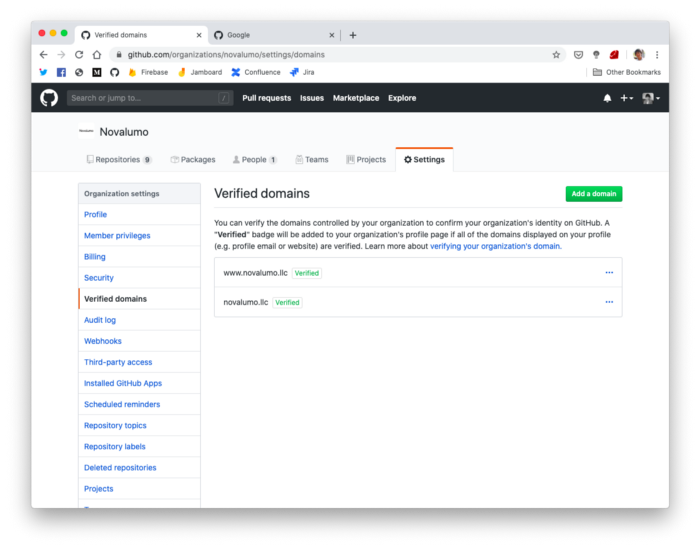 Verified domains
Google
github.com/organizations/novalumo/settings/domains
Firebase
Jamboard
Confluence
Jira
Other Bookmarks
Search or jump to...
/
Pull requests Issues Marketplace Explore
Novalumo
Repositories 9
Packages
People 1
Teams
Projects
Settings
Organization settings
Profile
Member privileges
Billing
Security
Verified domains
Audit log
Webhooks
Third-party access
Installed GitHub Apps
Scheduled reminders
Repository topics
Repository labels
Deleted repositories
Projects
Verified domains
Add a domain
You can verify the domains controlled by your organization to confirm your organization's identity on GitHub. A
"Verified" badge will be added to your organization's profile page if all of the domains displayed on your profile
(e.g. profile email or website) are verified. Learn more about verifying your organization's domain.
www.novalumo.llc Verified
novalumo.llc Verified